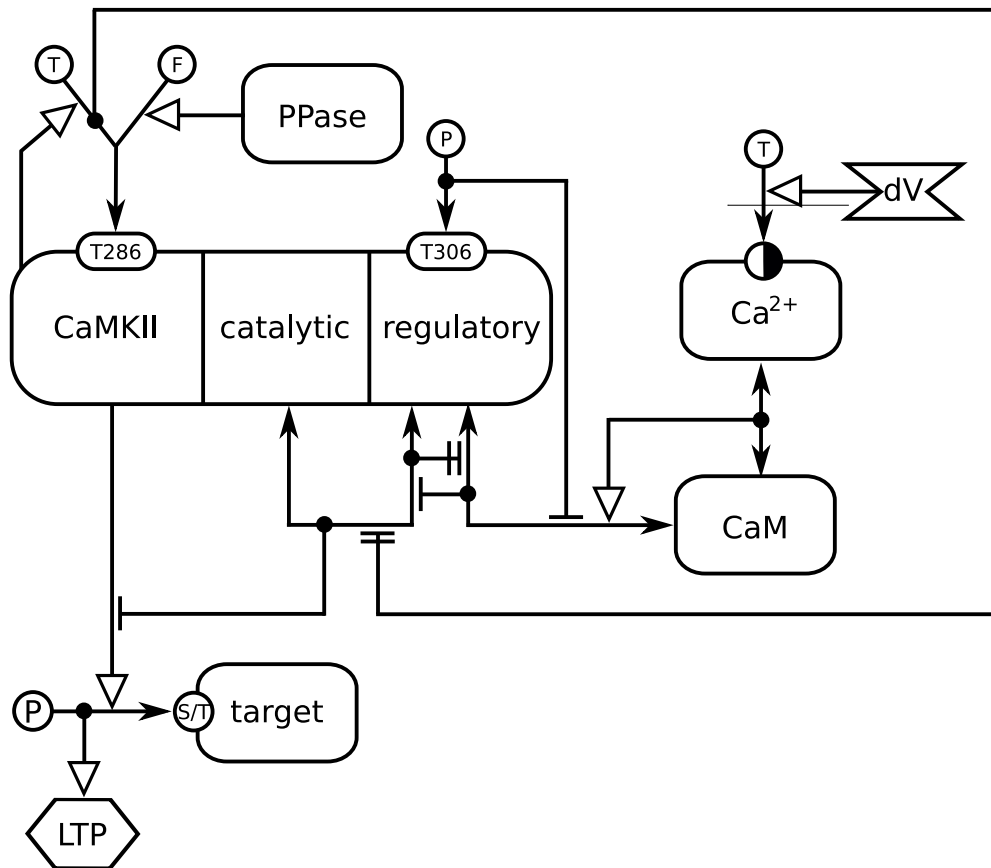 T
F
PPase
P
T
dV
T286
T306
CaMKII
catalytic
regulatory
Ca2+
CaM
P
S/T
target
LTP